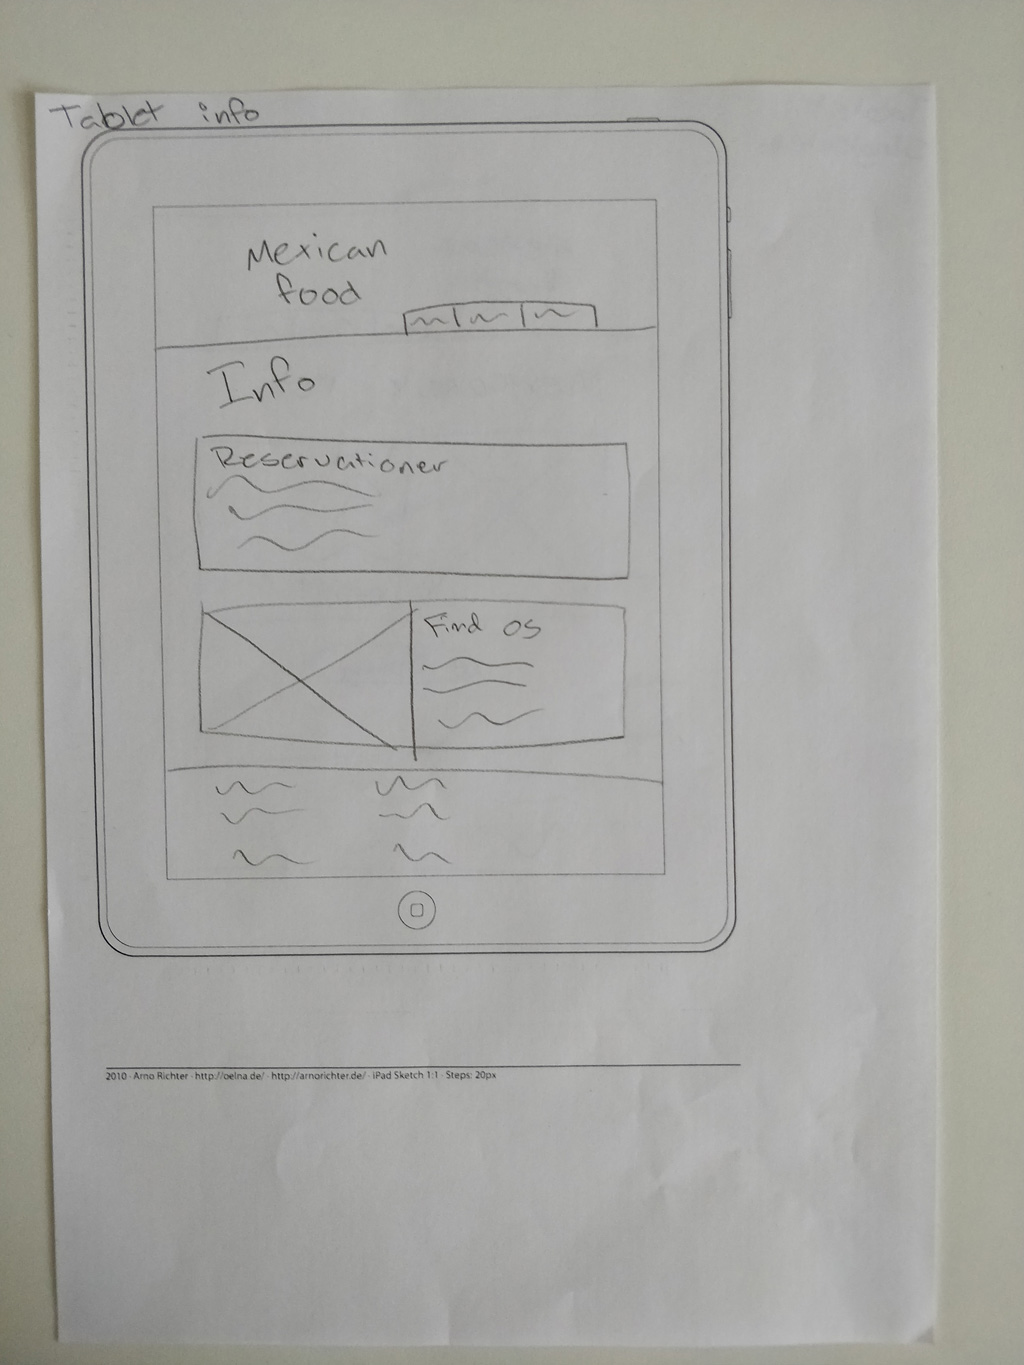 Tablet info
Mexican
food
Info
Reservationer
Find os
2010 · Arno Richter · http://oelna.de/ · http://arnorichter.de/ · iPad Sketch 1:1 · Steps: 20px